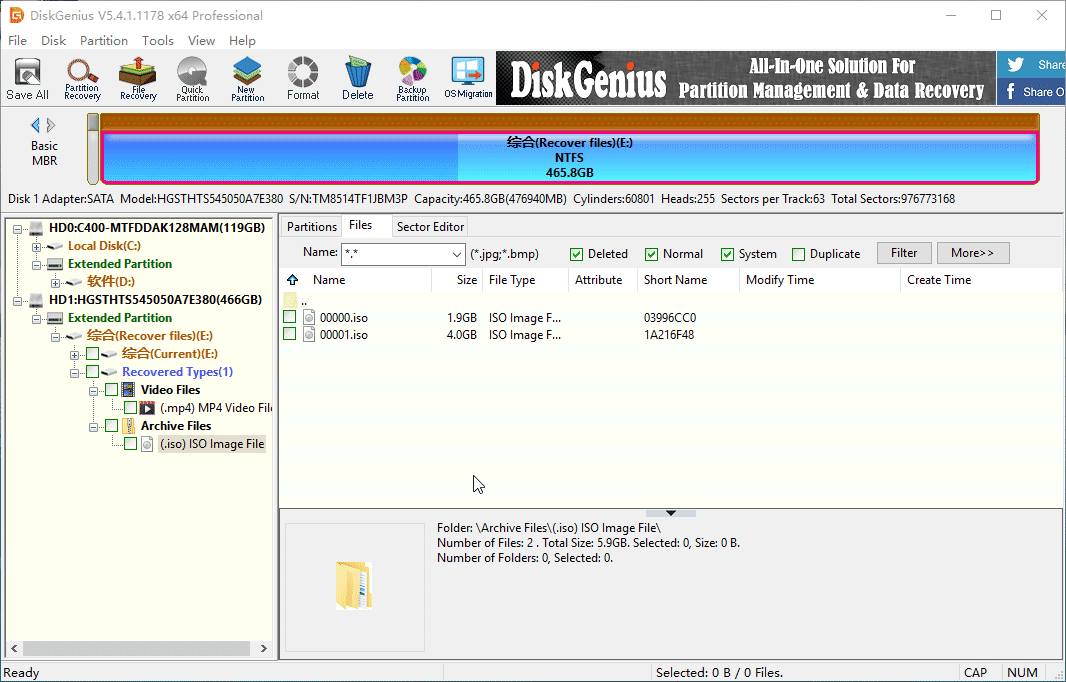 DiskGenius V5.4.1.1178 x64 Professional
File Disk Partition Tools View Help
Save All
Partition Recovery
File Recovery
Quick Partition
New Partition
Format
Delete
Backup Partition
OS Migration
DiskGenius
All-In-One Solution For
Partition Management & Data Recovery
Share
Share O
Basic
MBR
综合(Recover files)(E:)
NTFS
465.8GB
Disk 1 Adapter:SATA Model:HGSTHTS545050A7E380 S/N:TM8514TF1JBM3P Capacity:465.8GB(476940MB) Cylinders:60801 Heads:255 Sectors per Track:63 Total Sectors:976773168
HD0:C400-MTFDDAK128MAM(119GB)
Local Disk(C:)
Extended Partition
软件(D:)
HD1:HGSTHTS545050A7E380(466GB)
Extended Partition
综合(Recover files)(E:)
综合(Current)(E:)
Recovered Types(1)
Video Files
(.mp4) MP4 Video File
Archive Files
(.iso) ISO Image File
Partitions Files Sector Editor
Name: *.* (*.jpg;*.bmp) Deleted Normal System Duplicate Filter More>>
Name Size File Type Attribute Short Name Modify Time Create Time
..
00000.iso 1.9GB ISO Image F... 03996CC0
00001.iso 4.0GB ISO Image F... 1A216F48
Folder: \Archive Files\(.iso) ISO Image File\
Number of Files: 2 . Total Size: 5.9GB. Selected: 0, Size: 0 B.
Number of Folders: 0, Selected: 0.
Ready Selected: 0 B / 0 Files. CAP NUM